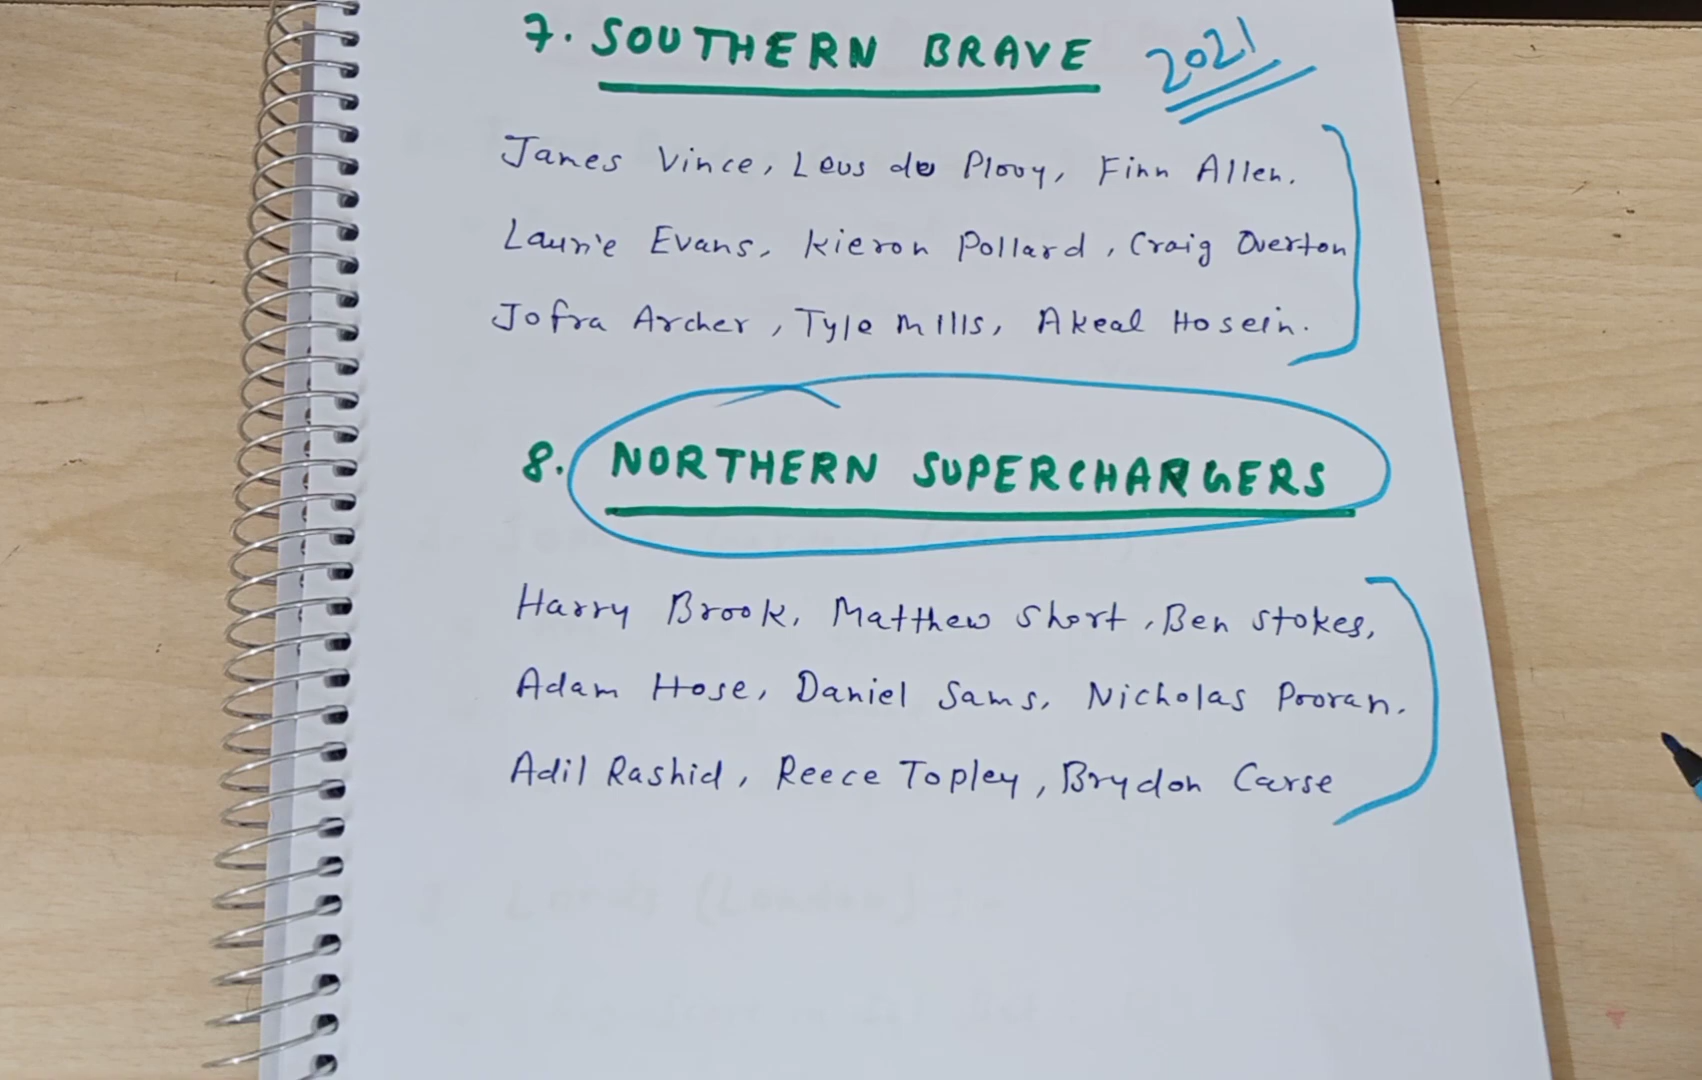 7. SOUTHERN BRAVE 2021
James Vince, Leus de Plooy, Finn Allen.
Laurie Evans, Kieron Pollard, Craig Overton
Jofra Archer, Tyle Mills, Akeal Hosein.
8. NORTHERN SUPERCHARGERS
Harry Brook, Matthew Short, Ben Stokes,
Adam Hose, Daniel Sams, Nicholas Pooran.
Adil Rashid, Reece Topley, Brydon Carse